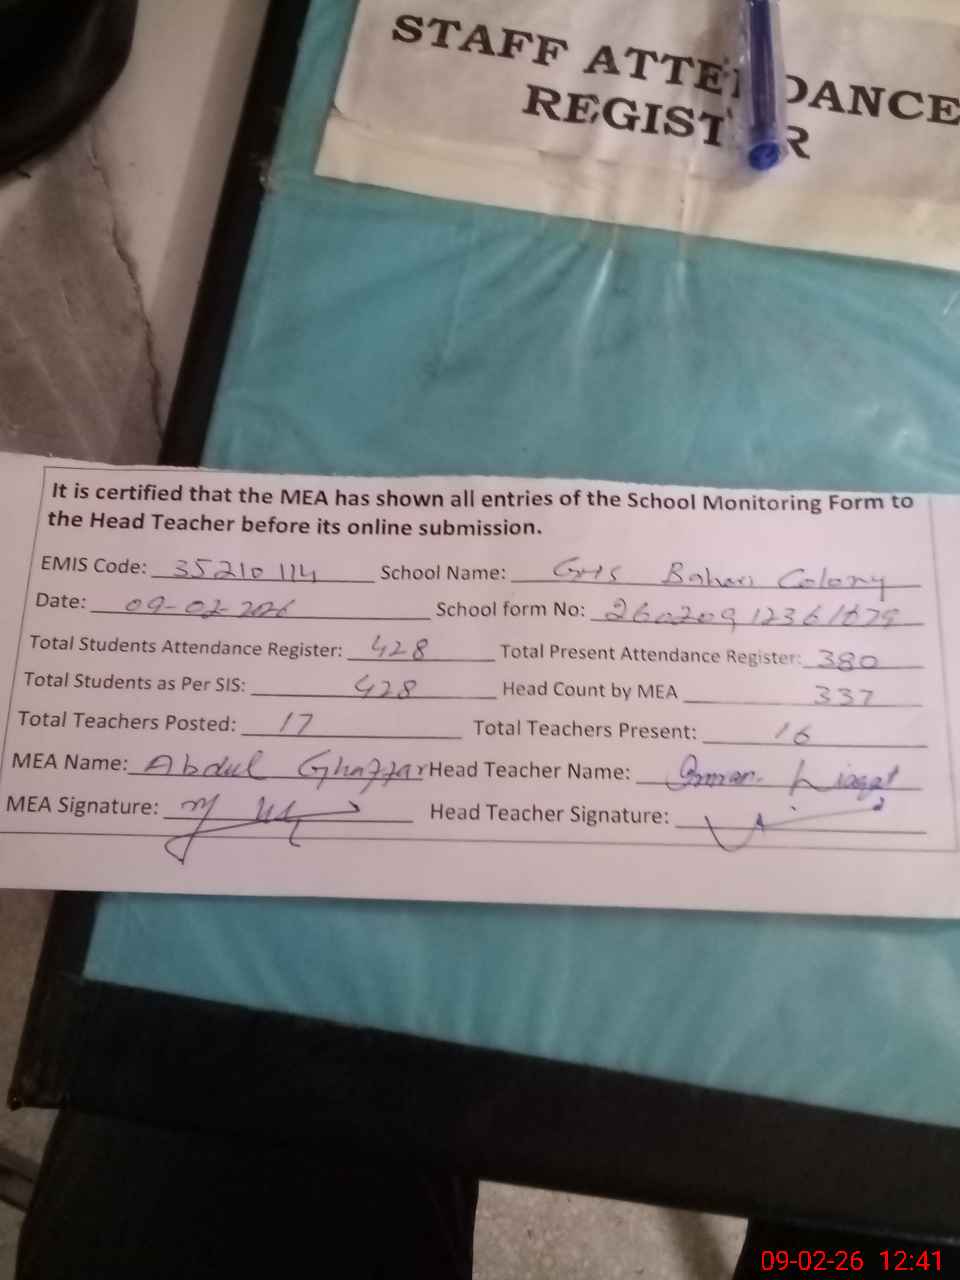 STAFF ATTE DANCE
REGIST R
It is certified that the MEA has shown all entries of the School Monitoring Form to
the Head Teacher before its online submission.
EMIS Code: 35210114 School Name: GHS Bahari Colony
Date: 09-02-2026 School form No:
Total Students Attendance Register: 428 Total Present Attendance Register: 380
Total Students as Per SIS: 428 Head Count by MEA 337
Total Teachers Posted: 17 Total Teachers Present: 16
MEA Name: Abdul Ghaffar Head Teacher Name: Liaqat
MEA Signature: Head Teacher Signature:
09-02-26 12:41